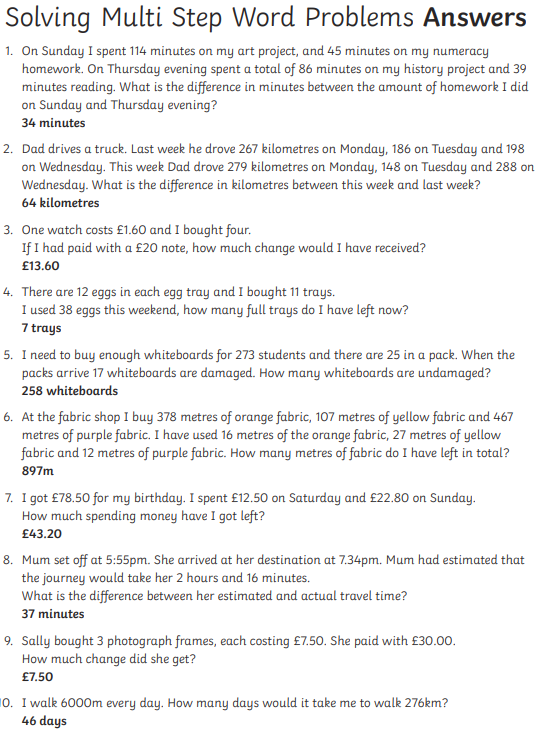 Solving Multi Step Word Problems Answers
1. On Sunday I spent 114 minutes on my art project, and 45 minutes on my numeracy
homework. On Thursday evening spent a total of 86 minutes on my history project and 39
minutes reading. What is the difference in minutes between the amount of homework I did
on Sunday and Thursday evening?
34 minutes
2. Dad drives a truck. Last week he drove 267 kilometres on Monday, 186 on Tuesday and 198
on Wednesday. This week Dad drove 279 kilometres on Monday, 148 on Tuesday and 288 on
Wednesday. What is the difference in kilometres between this week and last week?
64 kilometres
3. One watch costs £1.60 and I bought four.
If I had paid with a £20 note, how much change would I have received?
£13.60
4. There are 12 eggs in each egg tray and I bought 11 trays.
I used 38 eggs this weekend, how many full trays do I have left now?
7 trays
5. I need to buy enough whiteboards for 273 students and there are 25 in a pack. When the
packs arrive 17 whiteboards are damaged. How many whiteboards are undamaged?
258 whiteboards
6. At the fabric shop I buy 378 metres of orange fabric, 107 metres of yellow fabric and 467
metres of purple fabric. I have used 16 metres of the orange fabric, 27 metres of yellow
fabric and 12 metres of purple fabric. How many metres of fabric do I have left in total?
897m
7. I got £78.50 for my birthday. I spent £12.50 on Saturday and £22.80 on Sunday.
How much spending money have I got left?
£43.20
8. Mum set off at 5:55pm. She arrived at her destination at 7.34pm. Mum had estimated that
the journey would take her 2 hours and 16 minutes.
What is the difference between her estimated and actual travel time?
37 minutes
9. Sally bought 3 photograph frames, each costing £7.50. She paid with £30.00.
How much change did she get?
£7.50
10. I walk 6000m every day. How many days would it take me to walk 276km?
46 days